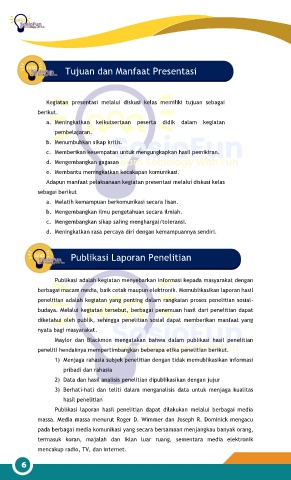 Tujuan dan Manfaat Presentasi
Kegiatan presentasi melalui diskusi kelas memiliki tujuan sebagai
berikut.
a. Meningkatkan keikutsertaan peserta didik dalam kegiatan
pembelajaran.
b. Menumbuhkan sikap kritis.
c. Memberikan kesempatan untuk mengungkapkan hasil pemikiran.
d. Mengembangkan gagasan
e. Membantu meningkatkan kecakapan komunikasi.
Adapun manfaat pelaksanaan kegiatan presentasi melalui diskusi kelas
sebagai berikut
a. Melatih kemampuan berkomunikasi secara lisan.
b. Mengembangkan ilmu pengetahuan secara ilmiah.
c. Mengembangkan sikap saling menghargai/toleransi.
d. Meningkatkan rasa percaya diri dengan kemampuannya sendiri.
Publikasi Laporan Penelitian
Publikasi adalah kegiatan menyebarkan informasi kepada masyarakat dengan
berbagai macam media, baik cetak maupun elektronik. Memublikasikan laporan hasil
penelitian adalah kegiatan yang penting dalam rangkaian proses penelitian sosial-
budaya. Melalui kegiatan tersebut, berbagai penemuan hasil dari penelitian dapat
diketahui oleh publik, sehingga penelitian sosial dapat memberikan manfaat yang
nyata bagi masyarakat.
Maylor dan Blackmon mengatakan bahwa dalam publikasi hasil penelitian
peneliti hendaknya mempertimbangkan beberapa etika penelitian berikut.
1) Menjaga rahasia subjek penelitian dengan tidak memublikasikan informasi
pribadi dan rahasia
2) Data dan hasil analisis penelitian dipublikasikan dengan jujur
3) Berhati-hati dan teliti dalam menganalisis data untuk menjaga kualitas
hasil penelitian
Publikasi laporan hasil penelitian dapat dilakukan melalui berbagai media
massa. Media massa menurut Roger D. Wimmer dan Joseph R. Dominick mengacu
pada berbagai media komunikasi yang secara bersamaan menjangkau banyak orang,
termasuk koran, majalah dan iklan luar ruang, sementara media elektronik
mencakup radio, TV, dan internet.
6